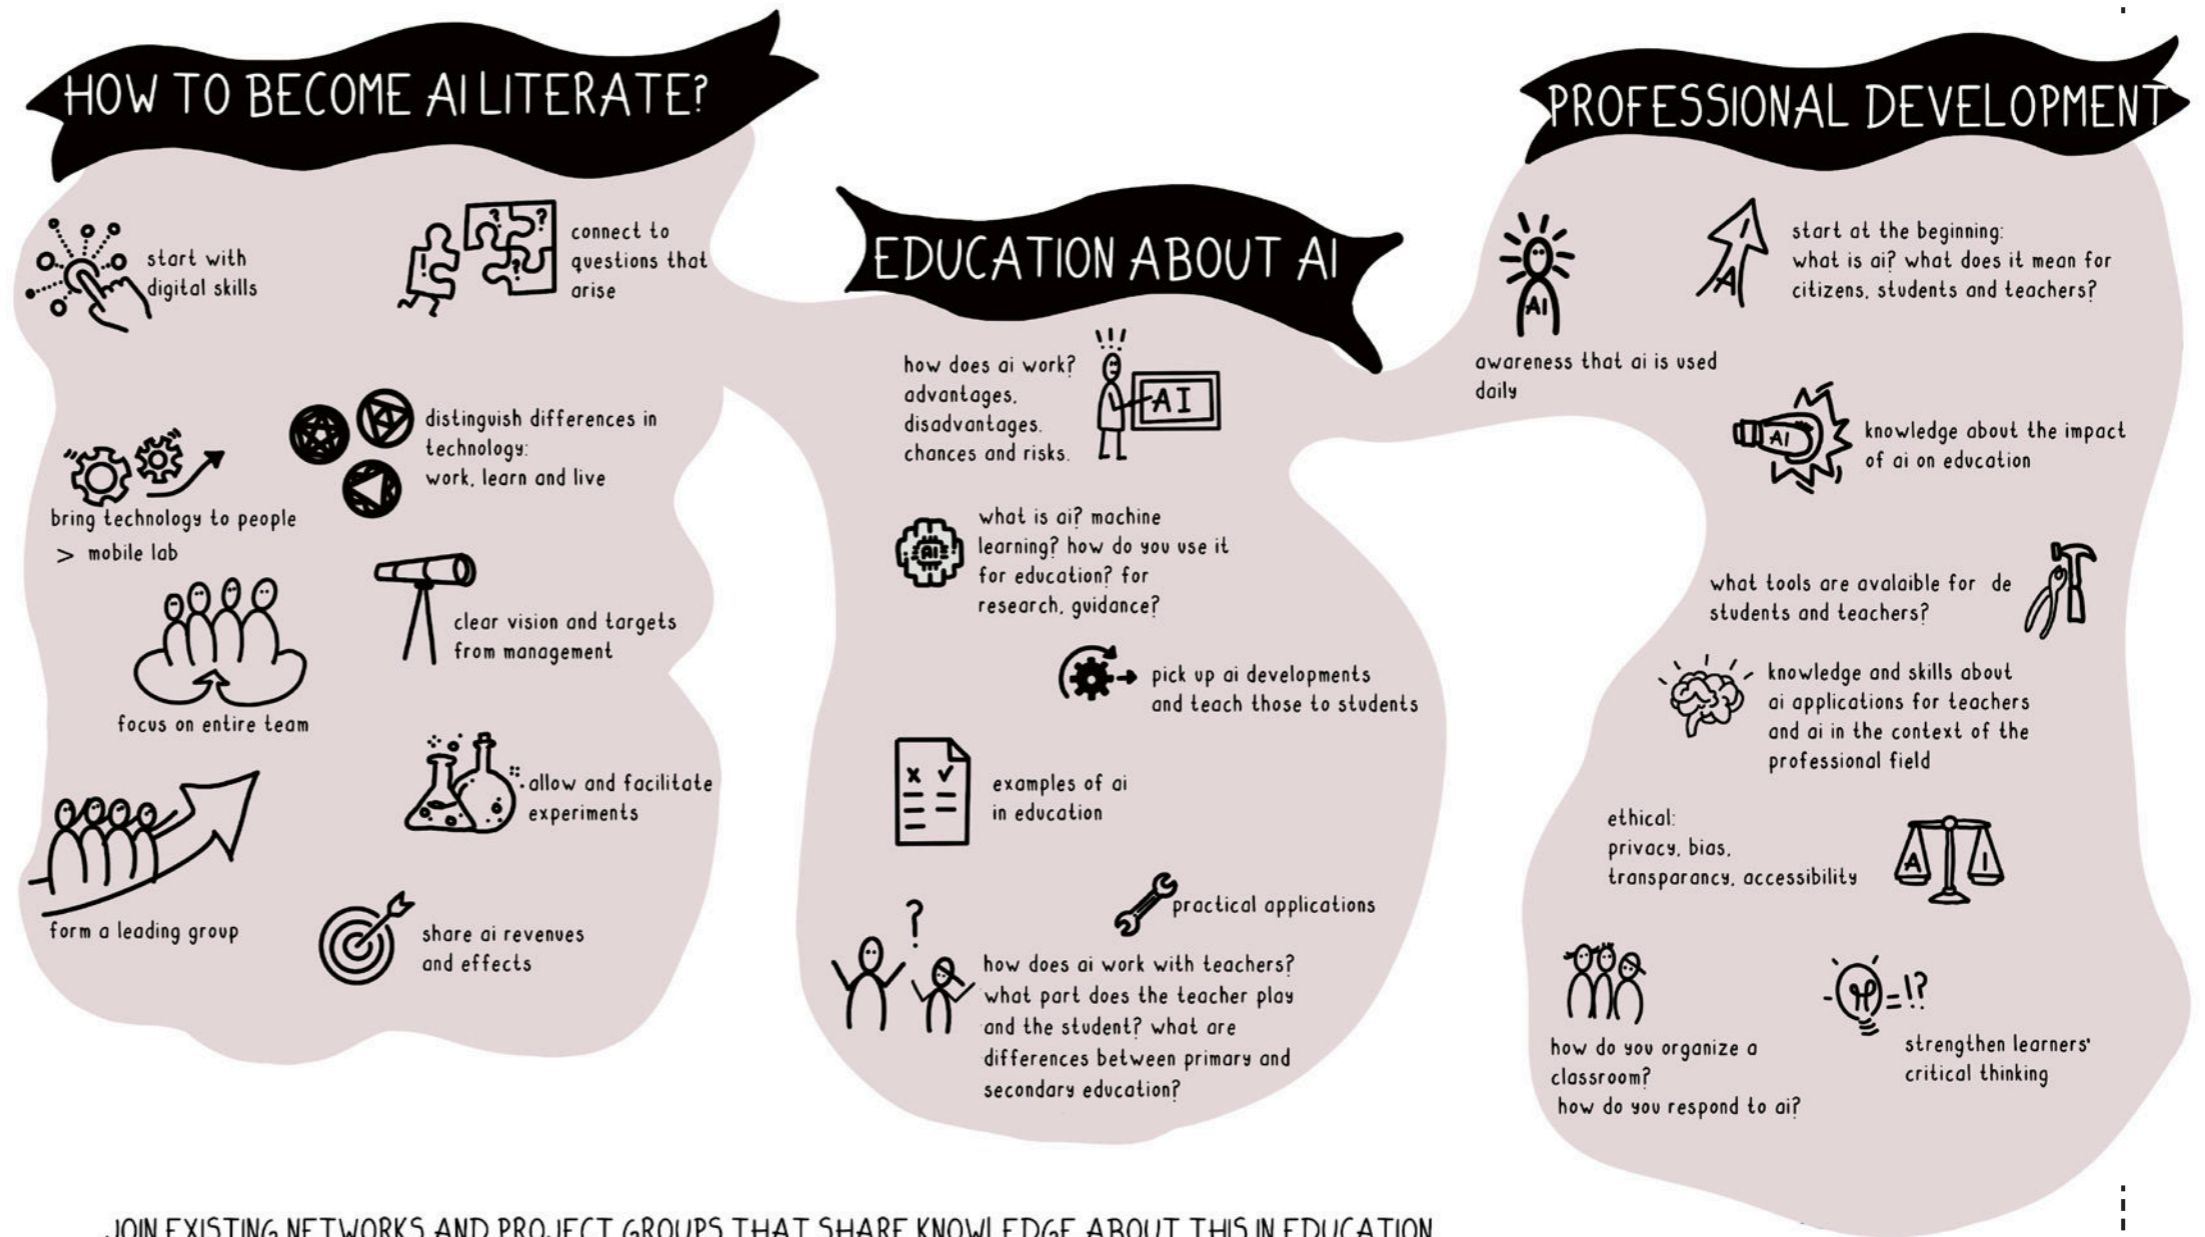 HOW TO BECOME AI LITERATE?
start with
digital skills
connect to
questions that
arise
bring technology to people
> mobile lab
distinguish differences in
technology:
work, learn and live
focus on entire team
clear vision and targets
from management
form a leading group
allow and facilitate
experiments
share ai revenues
and effects
EDUCATION ABOUT AI
how does ai work?
advantages,
disadvantages.
chances and risks.
AI
AI
what is ai? machine
learning? how do you use it
for education? for
research, guidance?
pick up ai developments
and teach those to students
examples of ai
in education
practical applications
how does ai work with teachers?
what part does the teacher play
and the student? what are
differences between primary and
secondary education?
PROFESSIONAL DEVELOPMENT
AI
awareness that ai is used
daily
A I
start at the beginning:
what is ai? what does it mean for
citizens, students and teachers?
AI
knowledge about the impact
of ai on education
what tools are avalaible for de
students and teachers?
knowledge and skills about
ai applications for teachers
and ai in the context of the
professional field
ethical:
privacy, bias,
transparancy, accessibility
A I
how do you organize a
classroom?
how do you respond to ai?
=!?
strengthen learners'
critical thinking
JOIN EXISTING NETWORKS AND PROJECT GROUPS THAT SHARE KNOWLEDGE ABOUT THIS IN EDUCATION